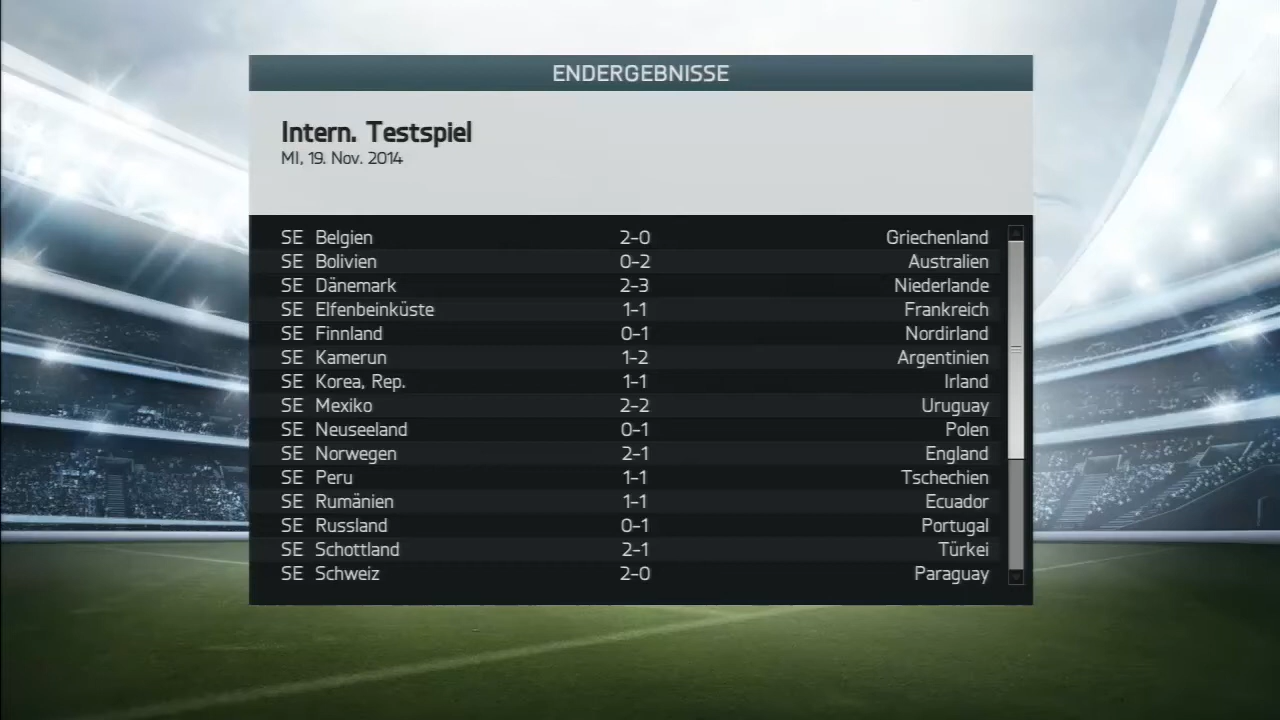 ENDERGEBNISSE
Intern. Testspiel
MI, 19. Nov. 2014
SE Belgien 2-0 Griechenland
SE Bolivien 0-2 Australien
SE Dänemark 2-3 Niederlande
SE Elfenbeinküste 1-1 Frankreich
SE Finnland 0-1 Nordirland
SE Kamerun 1-2 Argentinien
SE Korea, Rep. 1-1 Irland
SE Mexiko 2-2 Uruguay
SE Neuseeland 0-1 Polen
SE Norwegen 2-1 England
SE Peru 1-1 Tschechien
SE Rumänien 1-1 Ecuador
SE Russland 0-1 Portugal
SE Schottland 2-1 Türkei
SE Schweiz 2-0 Paraguay